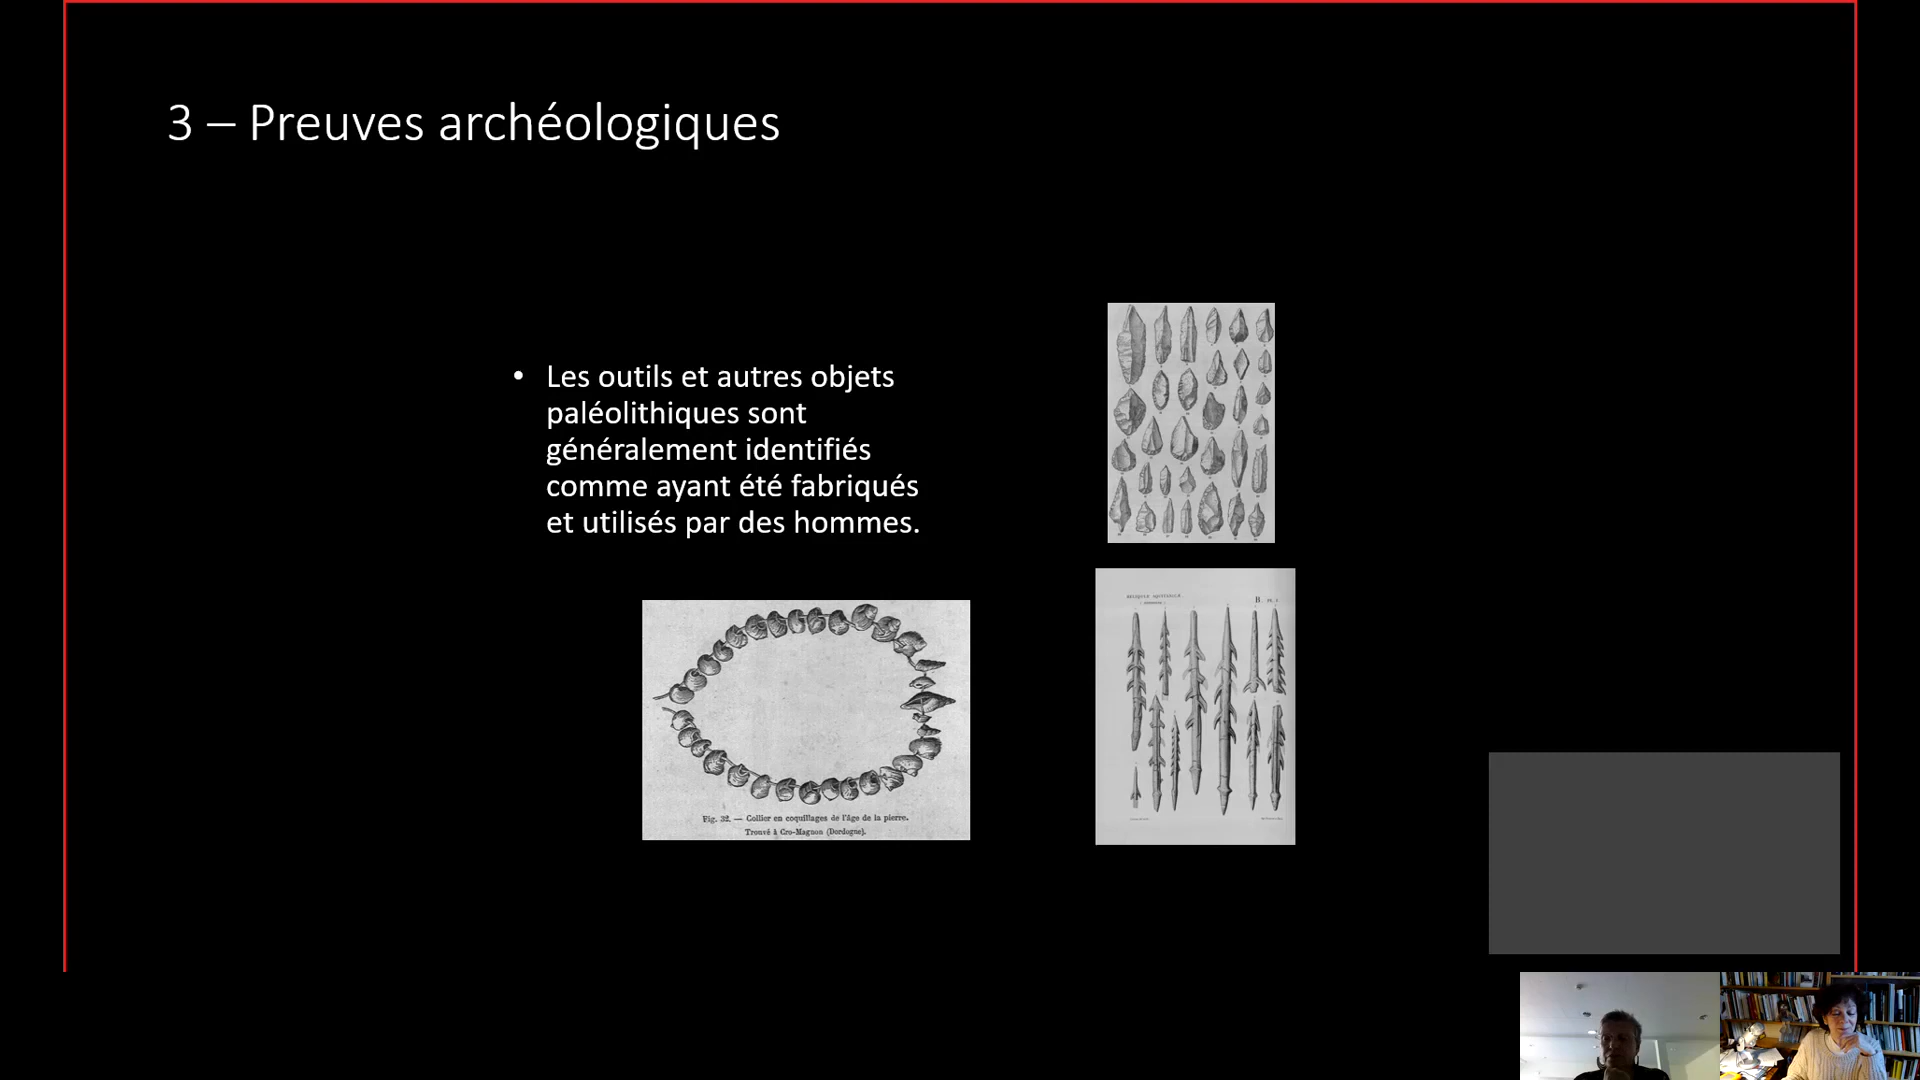 3 – Preuves archéologiques
• Les outils et autres objets
paléolithiques sont
généralement identifiés
comme ayant été fabriqués
et utilisés par des hommes.
Fig. 32. — Collier en coquillages de l'âge de la pierre.
Trouvé à Cro-Magnon (Dordogne).
B. Pl. I.